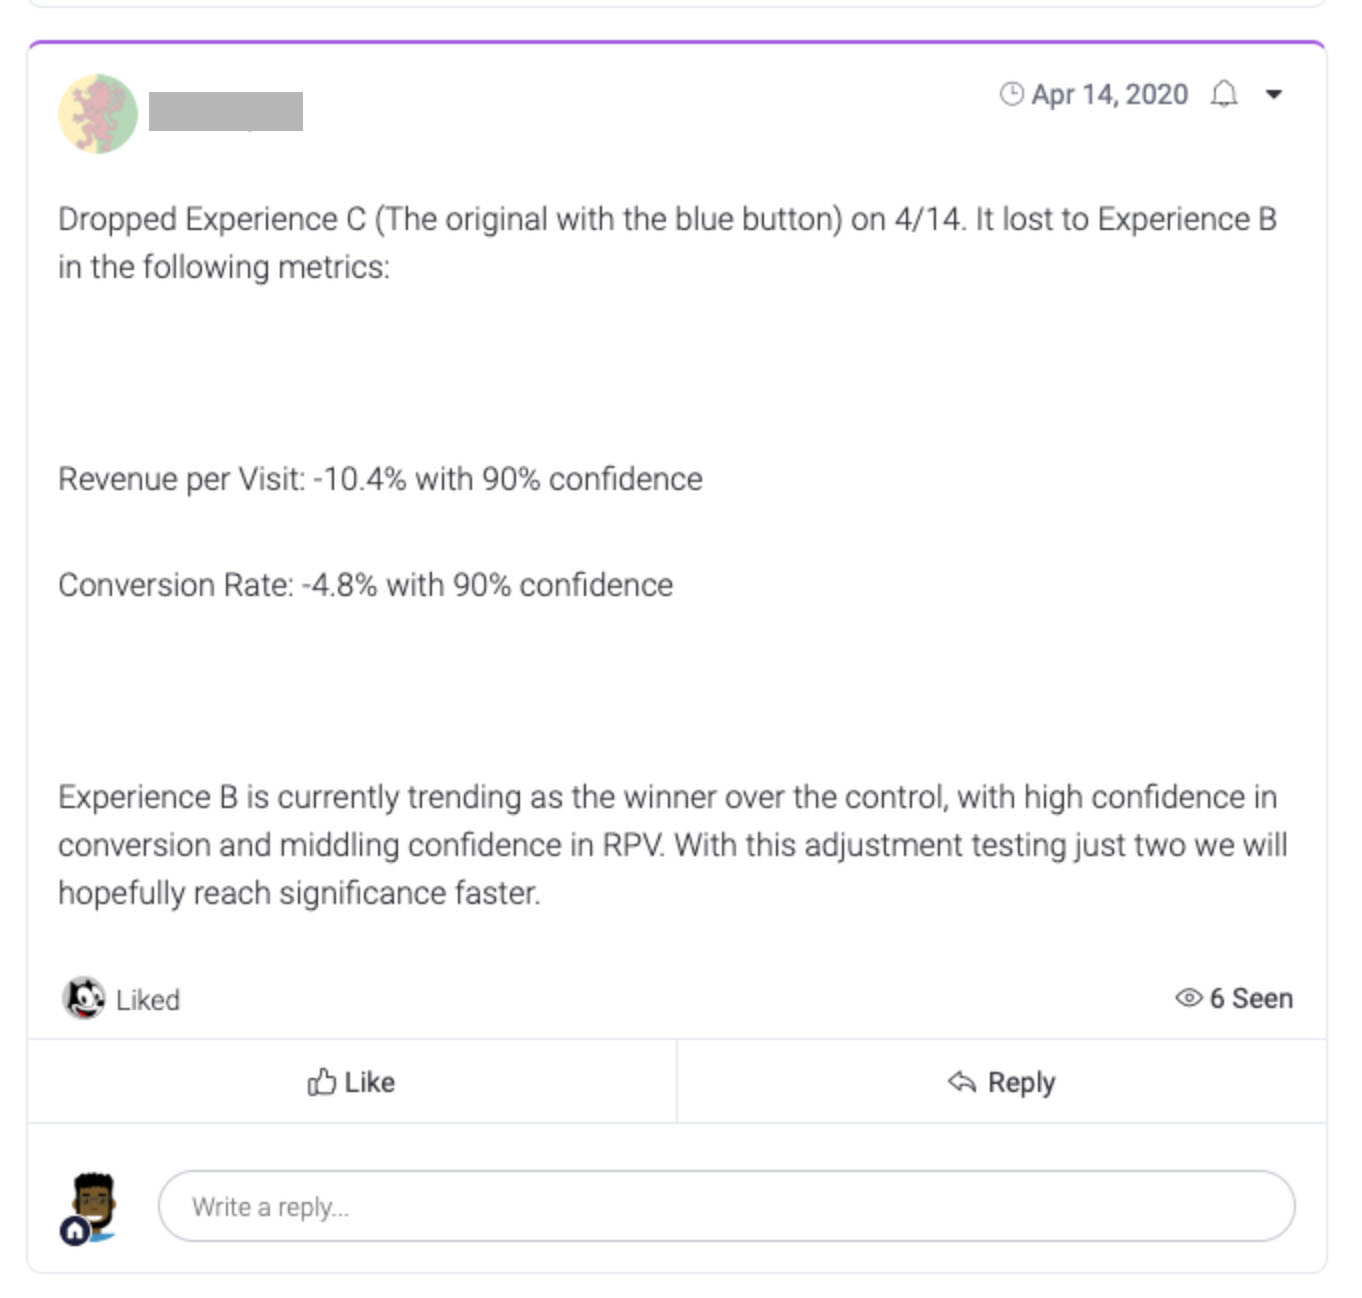 Apr 14, 2020
Dropped Experience C (The original with the blue button) on 4/14. It lost to Experience B
in the following metrics:
Revenue per Visit: -10.4% with 90% confidence
Conversion Rate: -4.8% with 90% confidence
Experience B is currently trending as the winner over the control, with high confidence in
conversion and middling confidence in RPV. With this adjustment testing just two we will
hopefully reach significance faster.
Liked
6 Seen
Like
Reply
Write a reply...